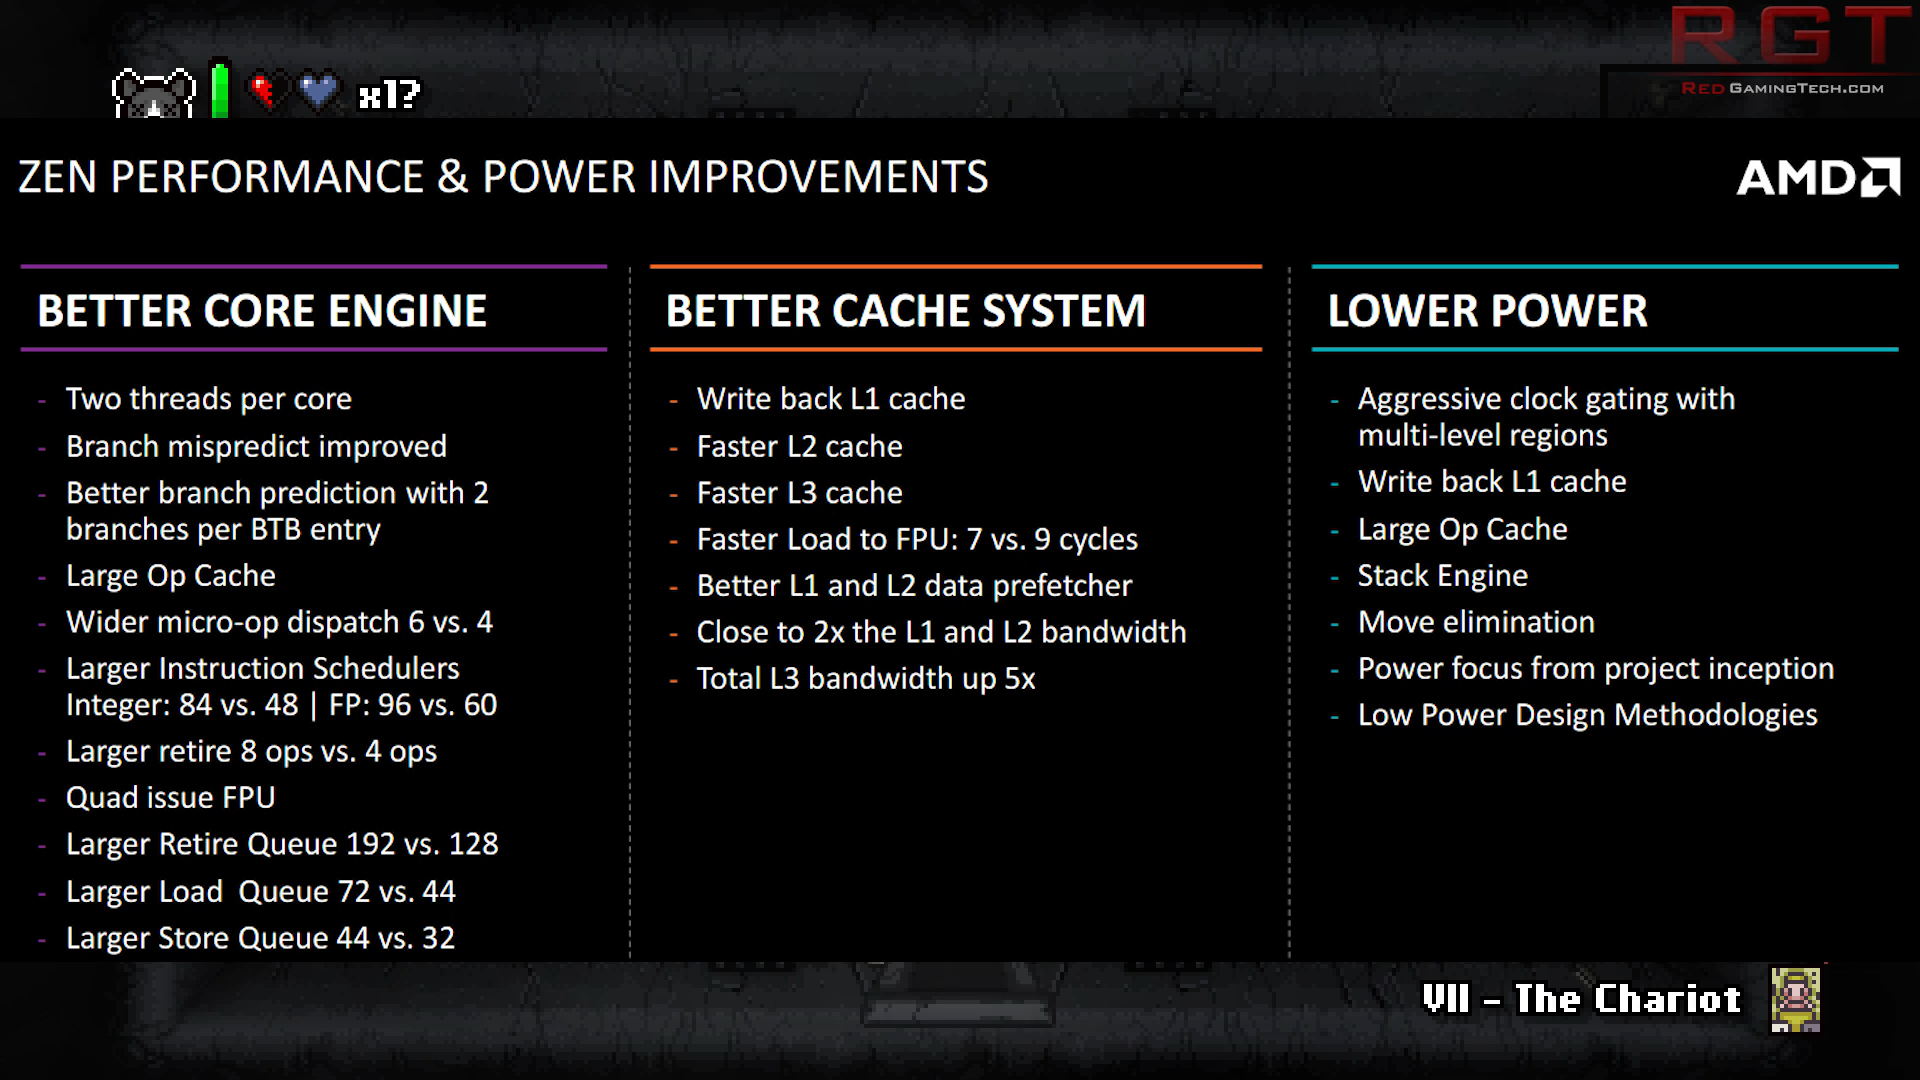 RGT
RedGamingTech.com
x1?
ZEN PERFORMANCE & POWER IMPROVEMENTS
AMD
BETTER CORE ENGINE
- Two threads per core
- Branch mispredict improved
- Better branch prediction with 2
branches per BTB entry
- Large Op Cache
- Wider micro-op dispatch 6 vs. 4
- Larger Instruction Schedulers
Integer: 84 vs. 48 | FP: 96 vs. 60
- Larger retire 8 ops vs. 4 ops
- Quad issue FPU
- Larger Retire Queue 192 vs. 128
- Larger Load  Queue 72 vs. 44
- Larger Store Queue 44 vs. 32
BETTER CACHE SYSTEM
- Write back L1 cache
- Faster L2 cache
- Faster L3 cache
- Faster Load to FPU: 7 vs. 9 cycles
- Better L1 and L2 data prefetcher
- Close to 2x the L1 and L2 bandwidth
- Total L3 bandwidth up 5x
LOWER POWER
- Aggressive clock gating with
multi-level regions
- Write back L1 cache
- Large Op Cache
- Stack Engine
- Move elimination
- Power focus from project inception
- Low Power Design Methodologies
VII - The Chariot